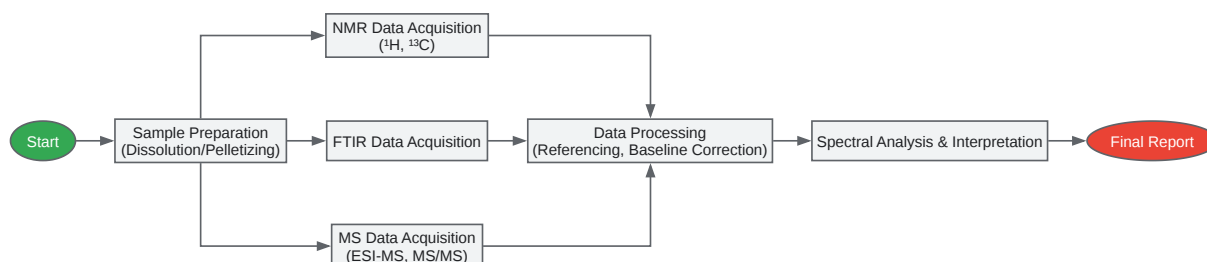 Start
Sample Preparation
(Dissolution/Pelletizing)
NMR Data Acquisition
(¹H, ¹³C)
FTIR Data Acquisition
MS Data Acquisition
(ESI-MS, MS/MS)
Data Processing
(Referencing, Baseline Correction)
Spectral Analysis & Interpretation
Final Report